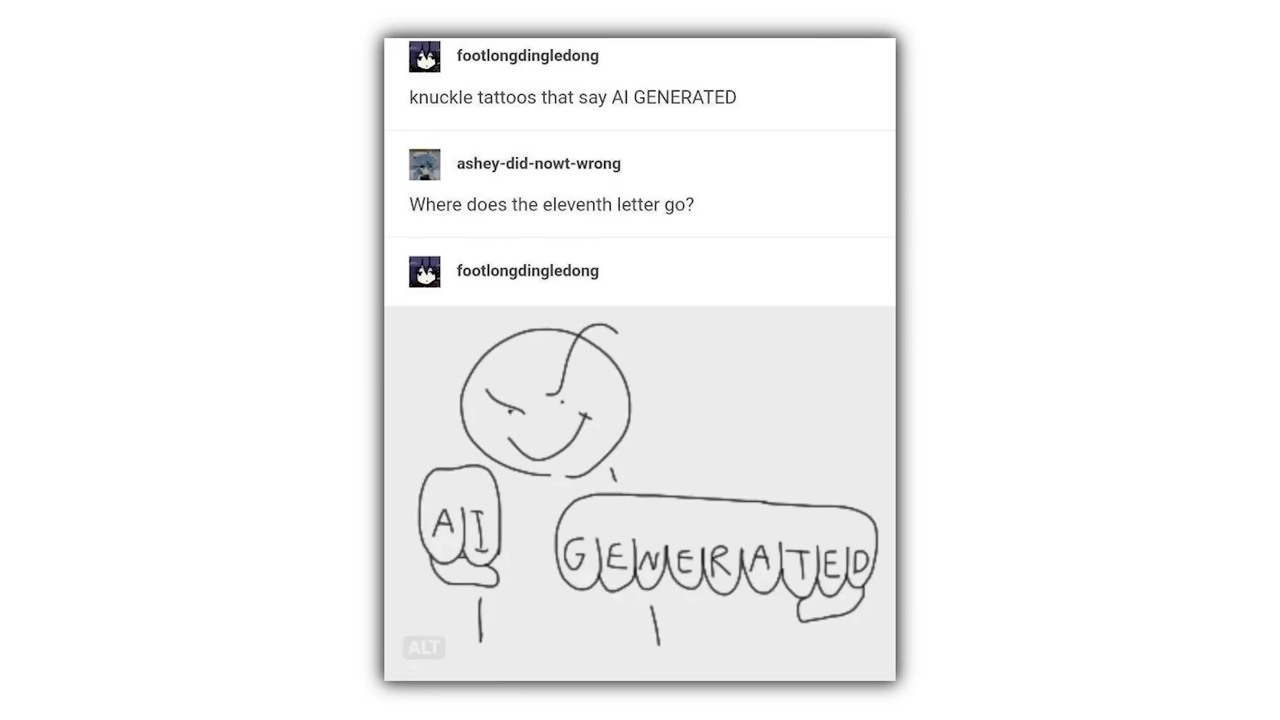 footlongdingledong
knuckle tattoos that say AI GENERATED
ashey-did-nowt-wrong
Where does the eleventh letter go?
footlongdingledong
AI GENERATED
ALT